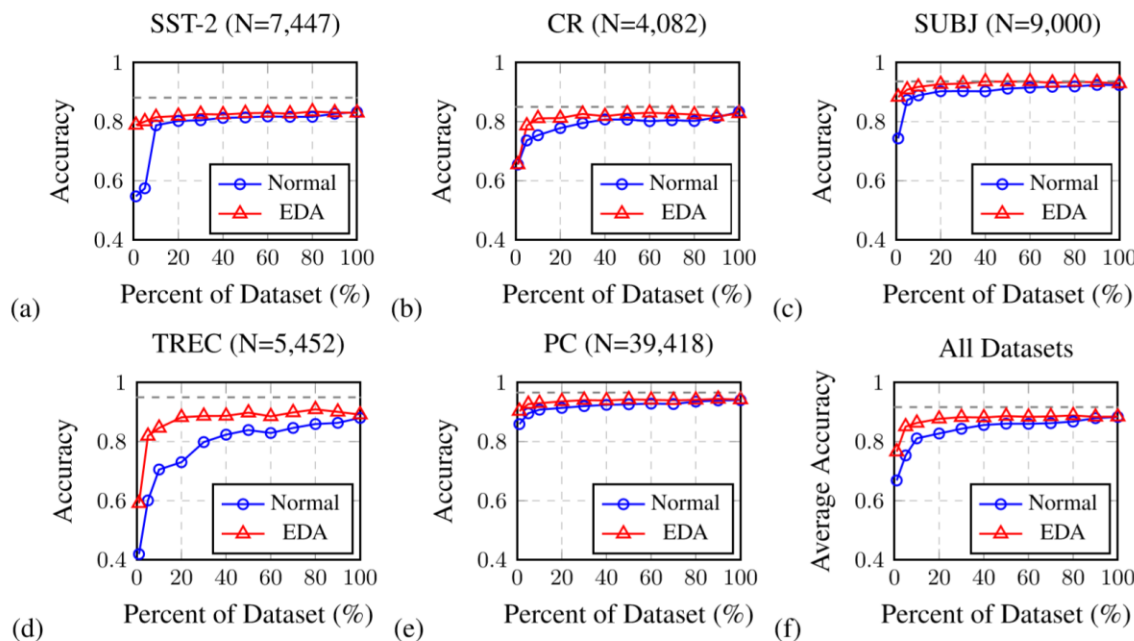 SST-2 (N=7,447)
1
0.8
0.6
0.4
Accuracy
Normal
EDA
0 20 40 60 80 100
Percent of Dataset (%)
(a)
CR (N=4,082)
1
0.8
0.6
0.4
Accuracy
Normal
EDA
0 20 40 60 80 100
Percent of Dataset (%)
(b)
SUBJ (N=9,000)
1
0.8
0.6
0.4
Accuracy
Normal
EDA
0 20 40 60 80 100
Percent of Dataset (%)
(c)
TREC (N=5,452)
1
0.8
0.6
0.4
Accuracy
Normal
EDA
0 20 40 60 80 100
Percent of Dataset (%)
(d)
PC (N=39,418)
1
0.8
0.6
0.4
Accuracy
Normal
EDA
0 20 40 60 80 100
Percent of Dataset (%)
(e)
All Datasets
1
0.8
0.6
0.4
Average Accuracy
Normal
EDA
0 20 40 60 80 100
Percent of Dataset (%)
(f)